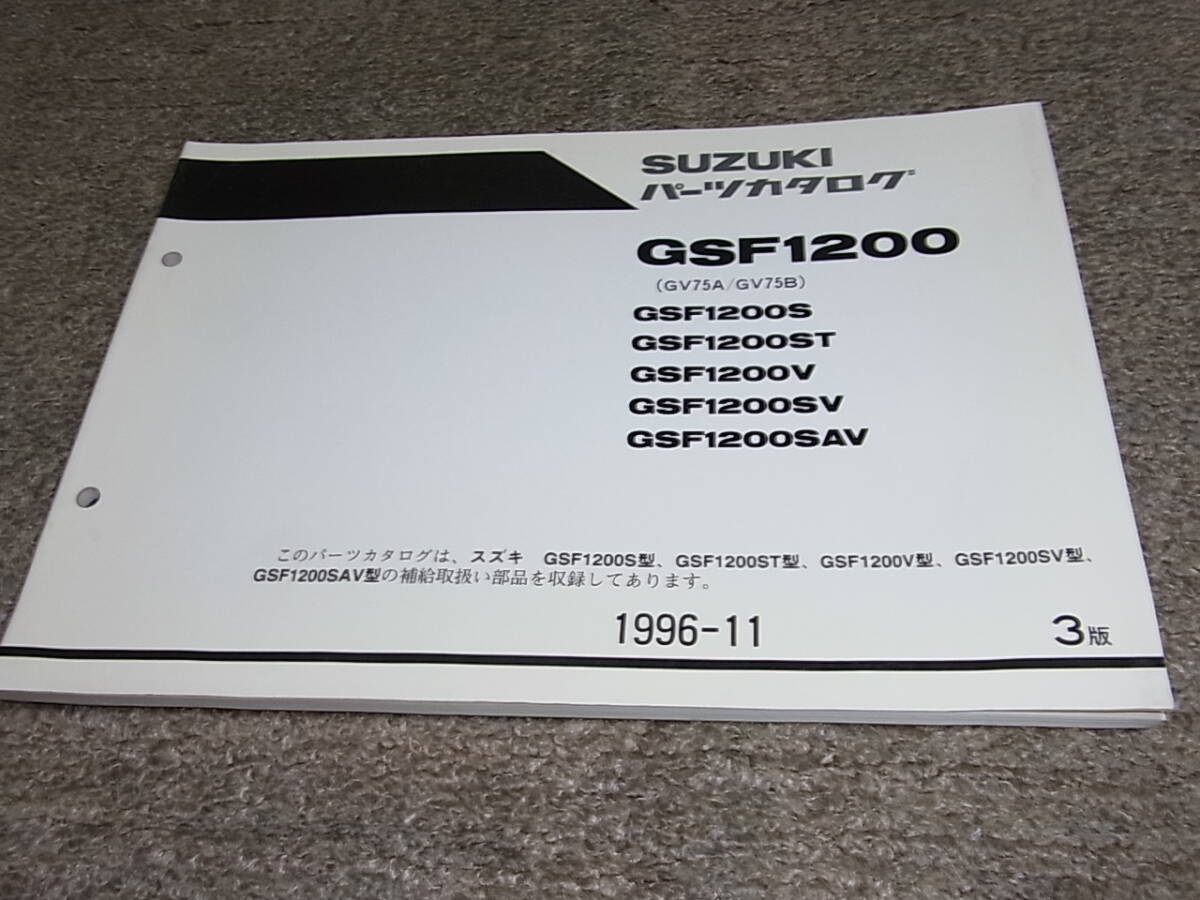 SUZUKI
パーツカタログ
GSF1200
(GV75A/GV75B)
GSF1200S
GSF1200ST
GSF1200V
GSF1200SV
GSF1200SAV
このパーツカタログは、スズキ GSF1200S型、GSF1200ST型、GSF1200V型、GSF1200SV型、
GSF1200SAV型の補給取扱い部品を収録してあります。
1996-11 3版